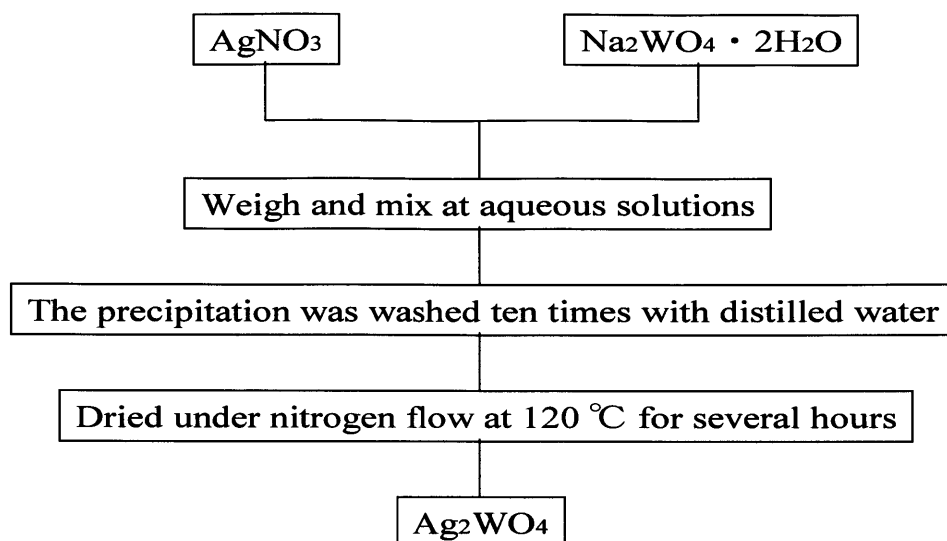 AgNO₃
Na₂WO₄・2H₂O
Weigh and mix at aqueous solutions
The precipitation was washed ten times with distilled water
Dried under nitrogen flow at 120 ℃ for several hours
Ag₂WO₄